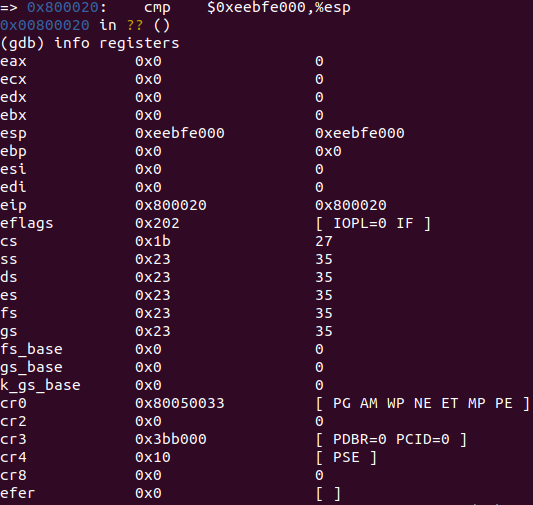 => 0x800020:    cmp    $0xeebfe000,%esp
0x00800020 in ?? ()
(gdb) info registers
eax            0x0                 0
ecx            0x0                 0
edx            0x0                 0
ebx            0x0                 0
esp            0xeebfe000          0xeebfe000
ebp            0x0                 0x0
esi            0x0                 0
edi            0x0                 0
eip            0x800020            0x800020
eflags         0x202               [ IOPL=0 IF ]
cs             0x1b                27
ss             0x23                35
ds             0x23                35
es             0x23                35
fs             0x23                35
gs             0x23                35
fs_base        0x0                 0
gs_base        0x0                 0
k_gs_base      0x0                 0
cr0            0x80050033          [ PG AM WP NE ET MP PE ]
cr2            0x0                 0
cr3            0x3bb000            [ PDBR=0 PCID=0 ]
cr4            0x10                [ PSE ]
cr8            0x0                 0
efer           0x0                 [ ]